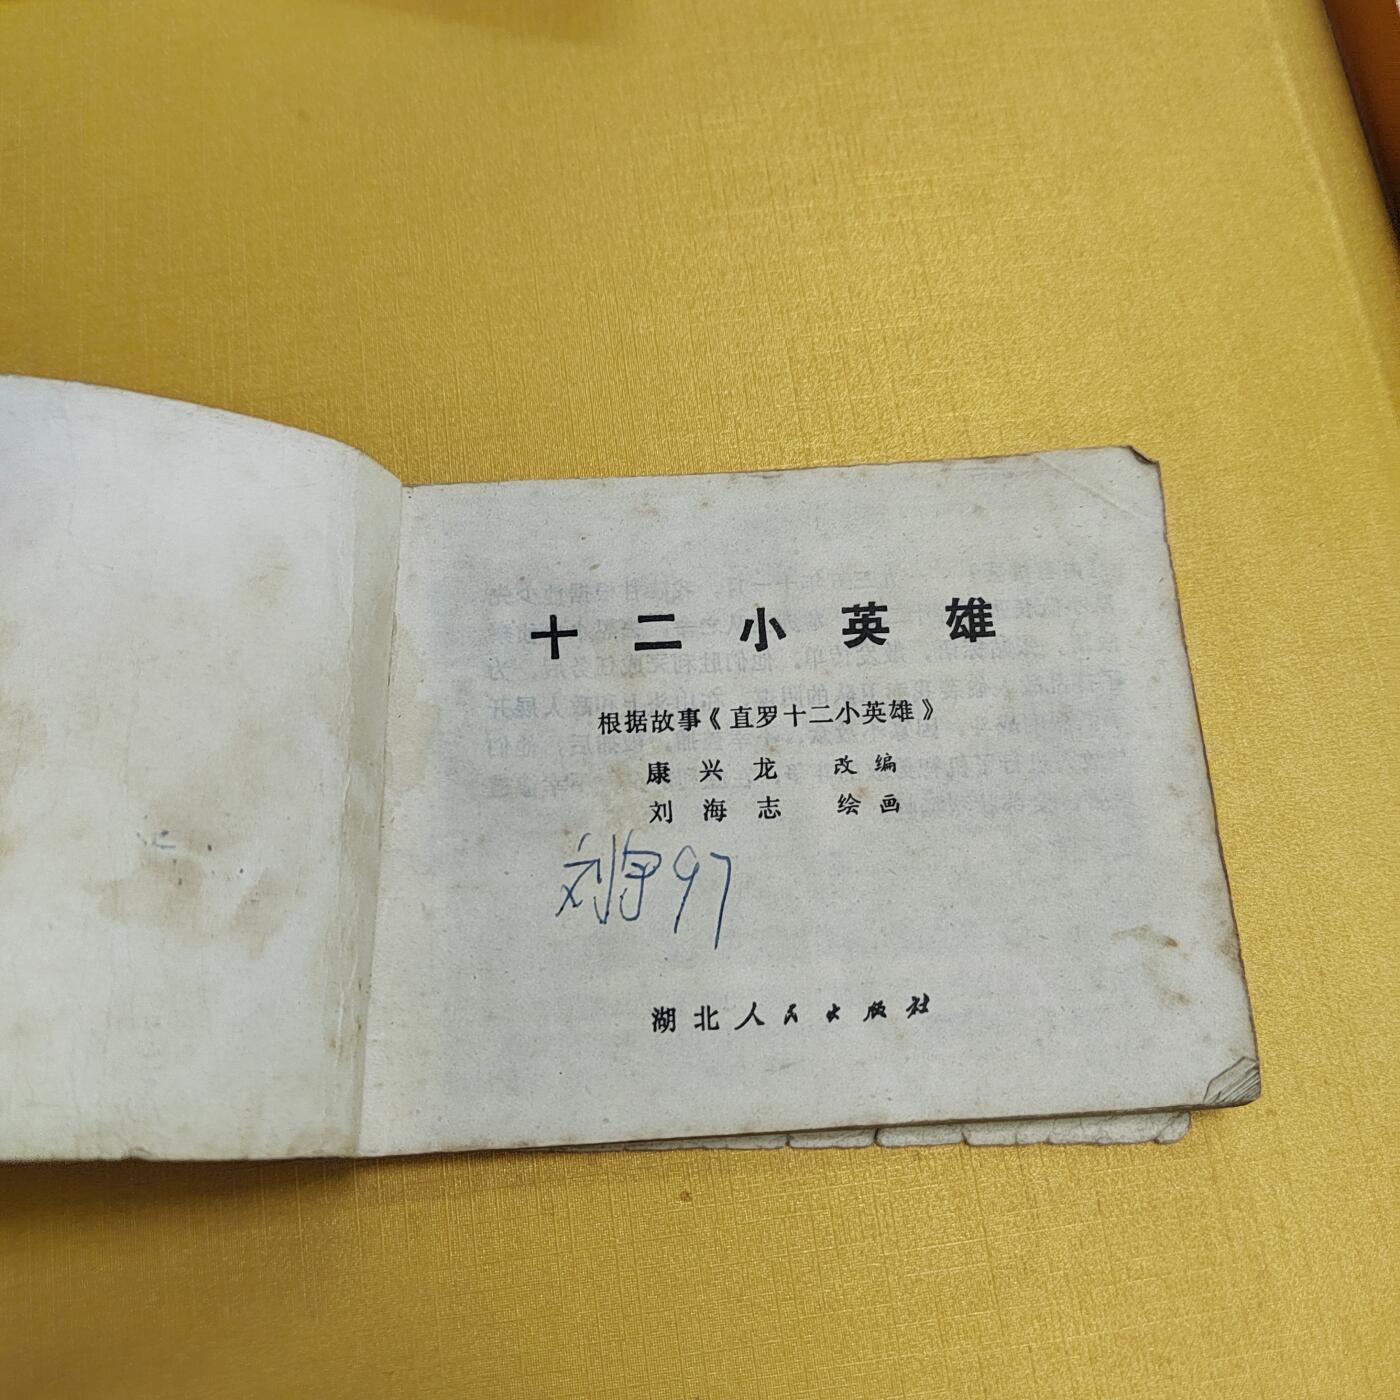 十二小英雄
根据故事《直罗十二小英雄》
康兴龙 改编
刘海志 绘画
97
湖北人民出版社